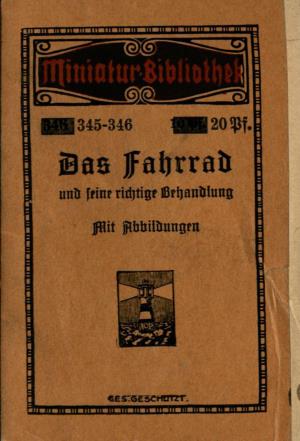 Miniatur-Bibliothek
345-346 20 Pf.
Das Fahrrad
und seine richtige Behandlung
Mit Abbildungen
GES. GESCHÜTZT.